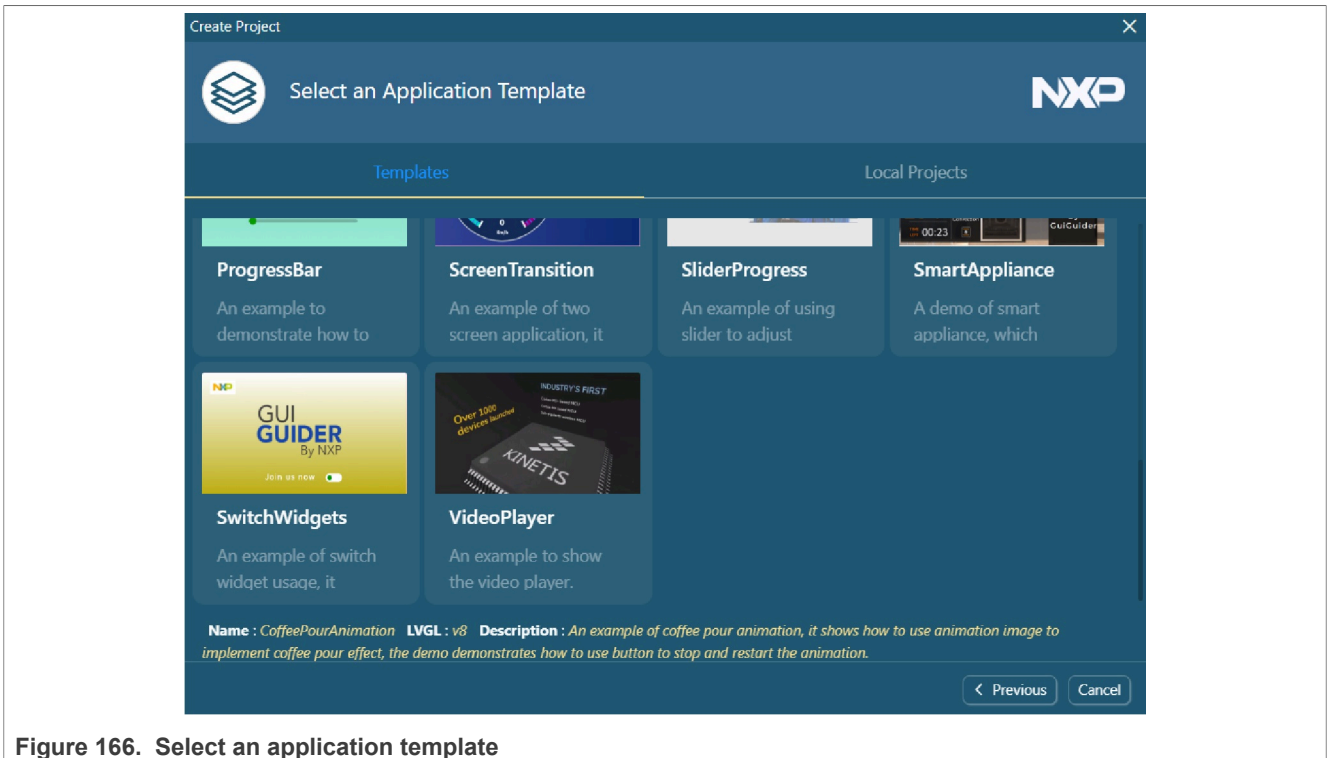 Create Project
Select an Application Template
NXP
Templates
Local Projects
0
Km/h
00:23
GuiGuider
ProgressBar
An example to
demonstrate how to
ScreenTransition
An example of two
screen application, it
SliderProgress
An example of using
slider to adjust
SmartAppliance
A demo of smart
appliance, which
NXP
GUI
GUIDER
By NXP
Join us now
Over 1000
devices launched
INDUSTRY'S FIRST
KINETIS
SwitchWidgets
An example of switch
widget usage, it
VideoPlayer
An example to show
the video player.
Name : CoffeePourAnimation LVGL : v8 Description : An example of coffee pour animation, it shows how to use animation image to
implement coffee pour effect, the demo demonstrates how to use button to stop and restart the animation.
< Previous
Cancel
Figure 166. Select an application template